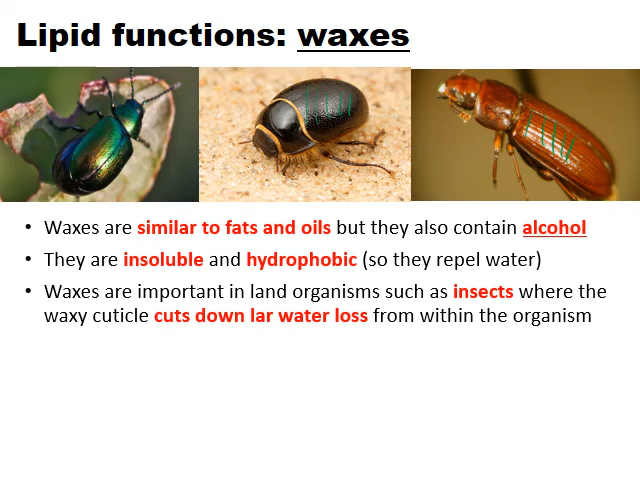 Lipid functions: waxes
• Waxes are similar to fats and oils but they also contain alcohol
• They are insoluble and hydrophobic (so they repel water)
• Waxes are important in land organisms such as insects where the
waxy cuticle cuts down lar water loss from within the organism